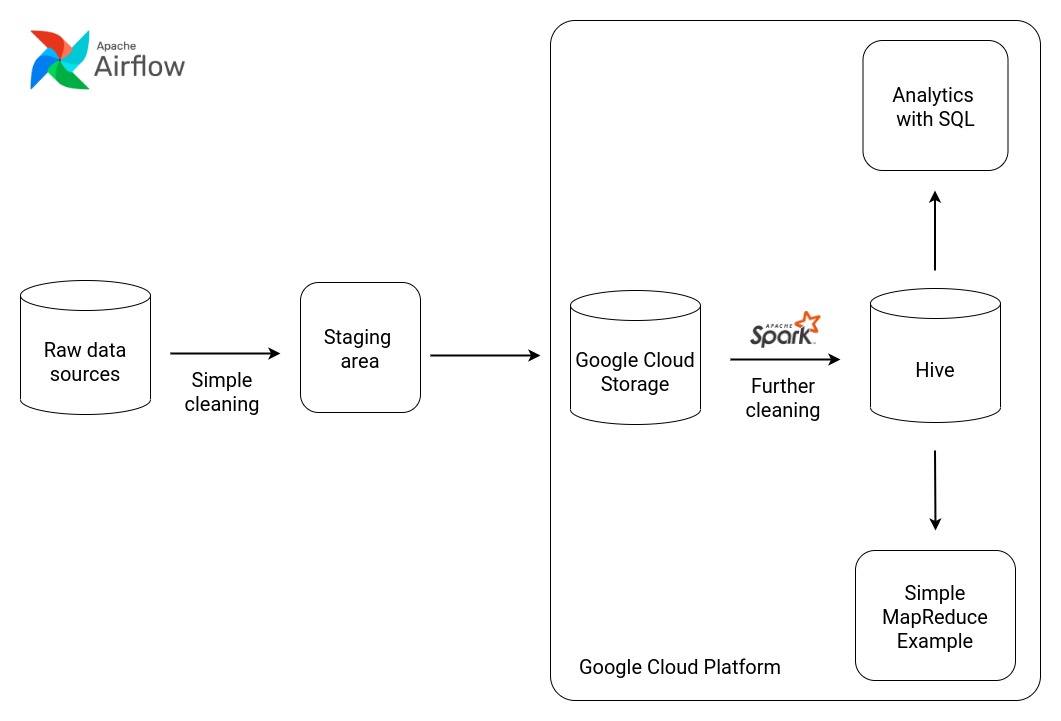 Apache
Airflow
Raw data
sources
Simple
cleaning
Staging
area
Google Cloud
Storage
APACHE
Spark
Further
cleaning
Hive
Analytics
with SQL
Simple
MapReduce
Example
Google Cloud Platform